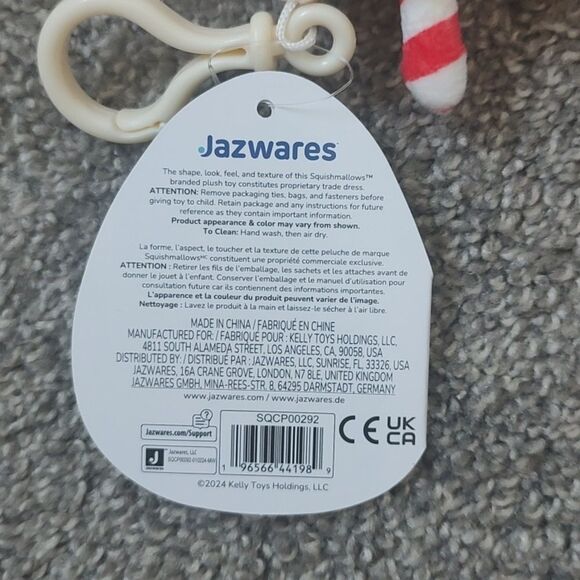 Jazwares
The shape, look, feel, and texture of this Squishmallows™
branded plush toy constitutes proprietary trade dress.
ATTENTION: Remove packaging ties, bags, and fasteners before
giving toy to child. Retain package and any instructions for future
reference as they contain important information.
Product appearance & color may vary from shown.
To Clean: Hand wash, then air dry.
La forme, l'aspect, le toucher et la texture de cette peluche de marque
Squishmallowsᴹᶜ constituent une propriété commerciale exclusive.
ATTENTION : Retirer les fils de l'emballage, les sachets et les attaches avant de
donner le jouet à l'enfant. Conserver l'emballage et le manuel d'utilisation pour
consultation future car ils contiennent des informations importantes.
L'apparence et la couleur du produit peuvent varier de l'image.
Nettoyage : Lavez le produit à la main et laissez-le sécher à l'air libre.
MADE IN CHINA / FABRIQUÉ EN CHINE
MANUFACTURED FOR: / FABRIQUÉ POUR : KELLY TOYS HOLDINGS, LLC,
4811 SOUTH ALAMEDA STREET, LOS ANGELES, CA, 90058, USA
DISTRIBUTED BY: / DISTRIBUÉ PAR : JAZWARES, LLC, SUNRISE, FL, 33326, USA
JAZWARES, 16A CRANE GROVE, LONDON, N7 8LE, UNITED KINGDOM
JAZWARES GMBH, MINA-REES-STR. 8, 64295 DARMSTADT, GERMANY
www.jazwares.com / www.jazwares.de
Jazwares.com/Support
Jazwares, LLC
SQCP00292-010224-MW
SQCP00292
1 96566 44198 9
CE UK
CA
©2024 Kelly Toys Holdings, LLC